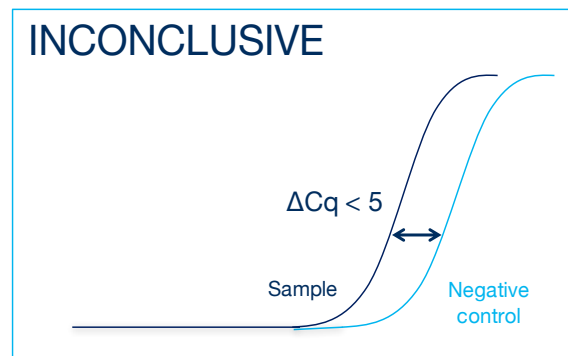 INCONCLUSIVE
ΔCq < 5
Sample
Negative
control